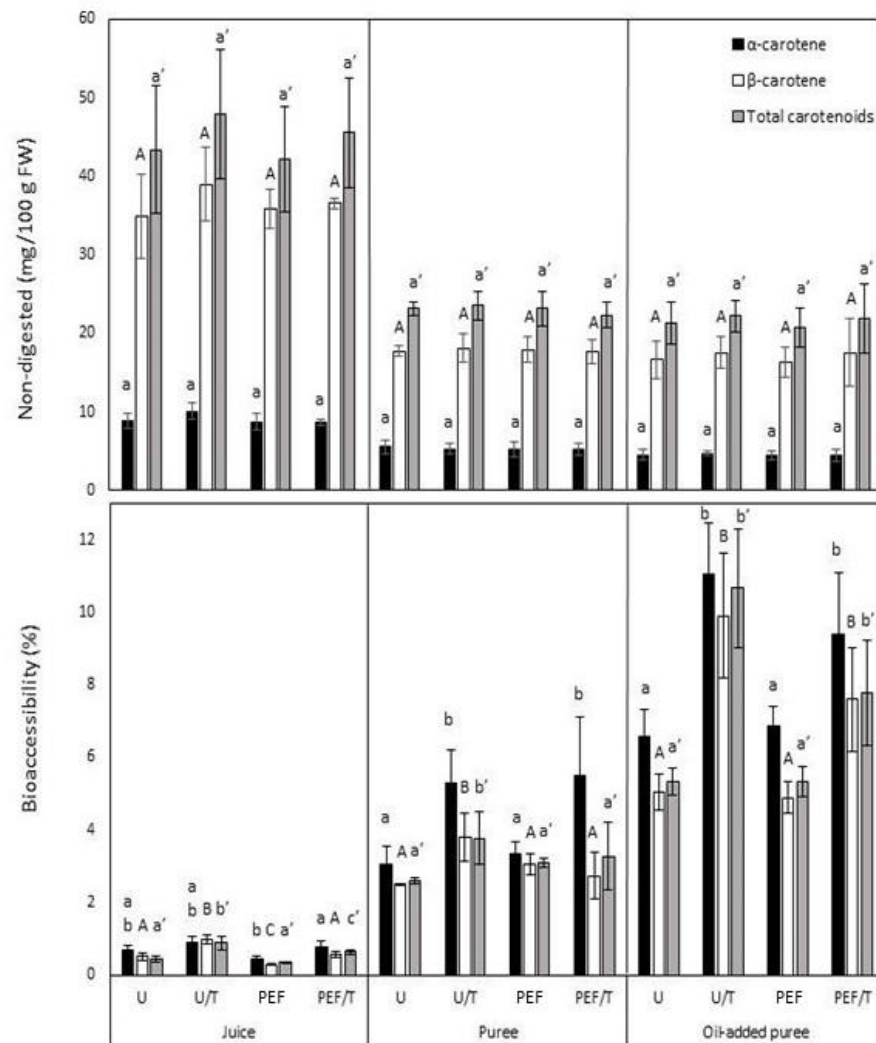 Non-digested (mg/100 g FW)
60
50
40
30
20
10
0
α-carotene
β-carotene
Total carotenoids
a A a’ a A a’ a A a’ a A a’
a A a’ a A a’ a A a’ a A a’
a A a’ a A a’ a A a’ a A a’
Bioaccessibility (%)
12
10
8
6
4
2
0
a
b A a’
a
b B b’
b C a’
a A c’
a A a’
b B b’
a A a’
b A a’
a A a’
b B b’
a A a’
b B b’
U U/T PEF PEF/T U U/T PEF PEF/T U U/T PEF PEF/T
Juice Puree Oil-added puree